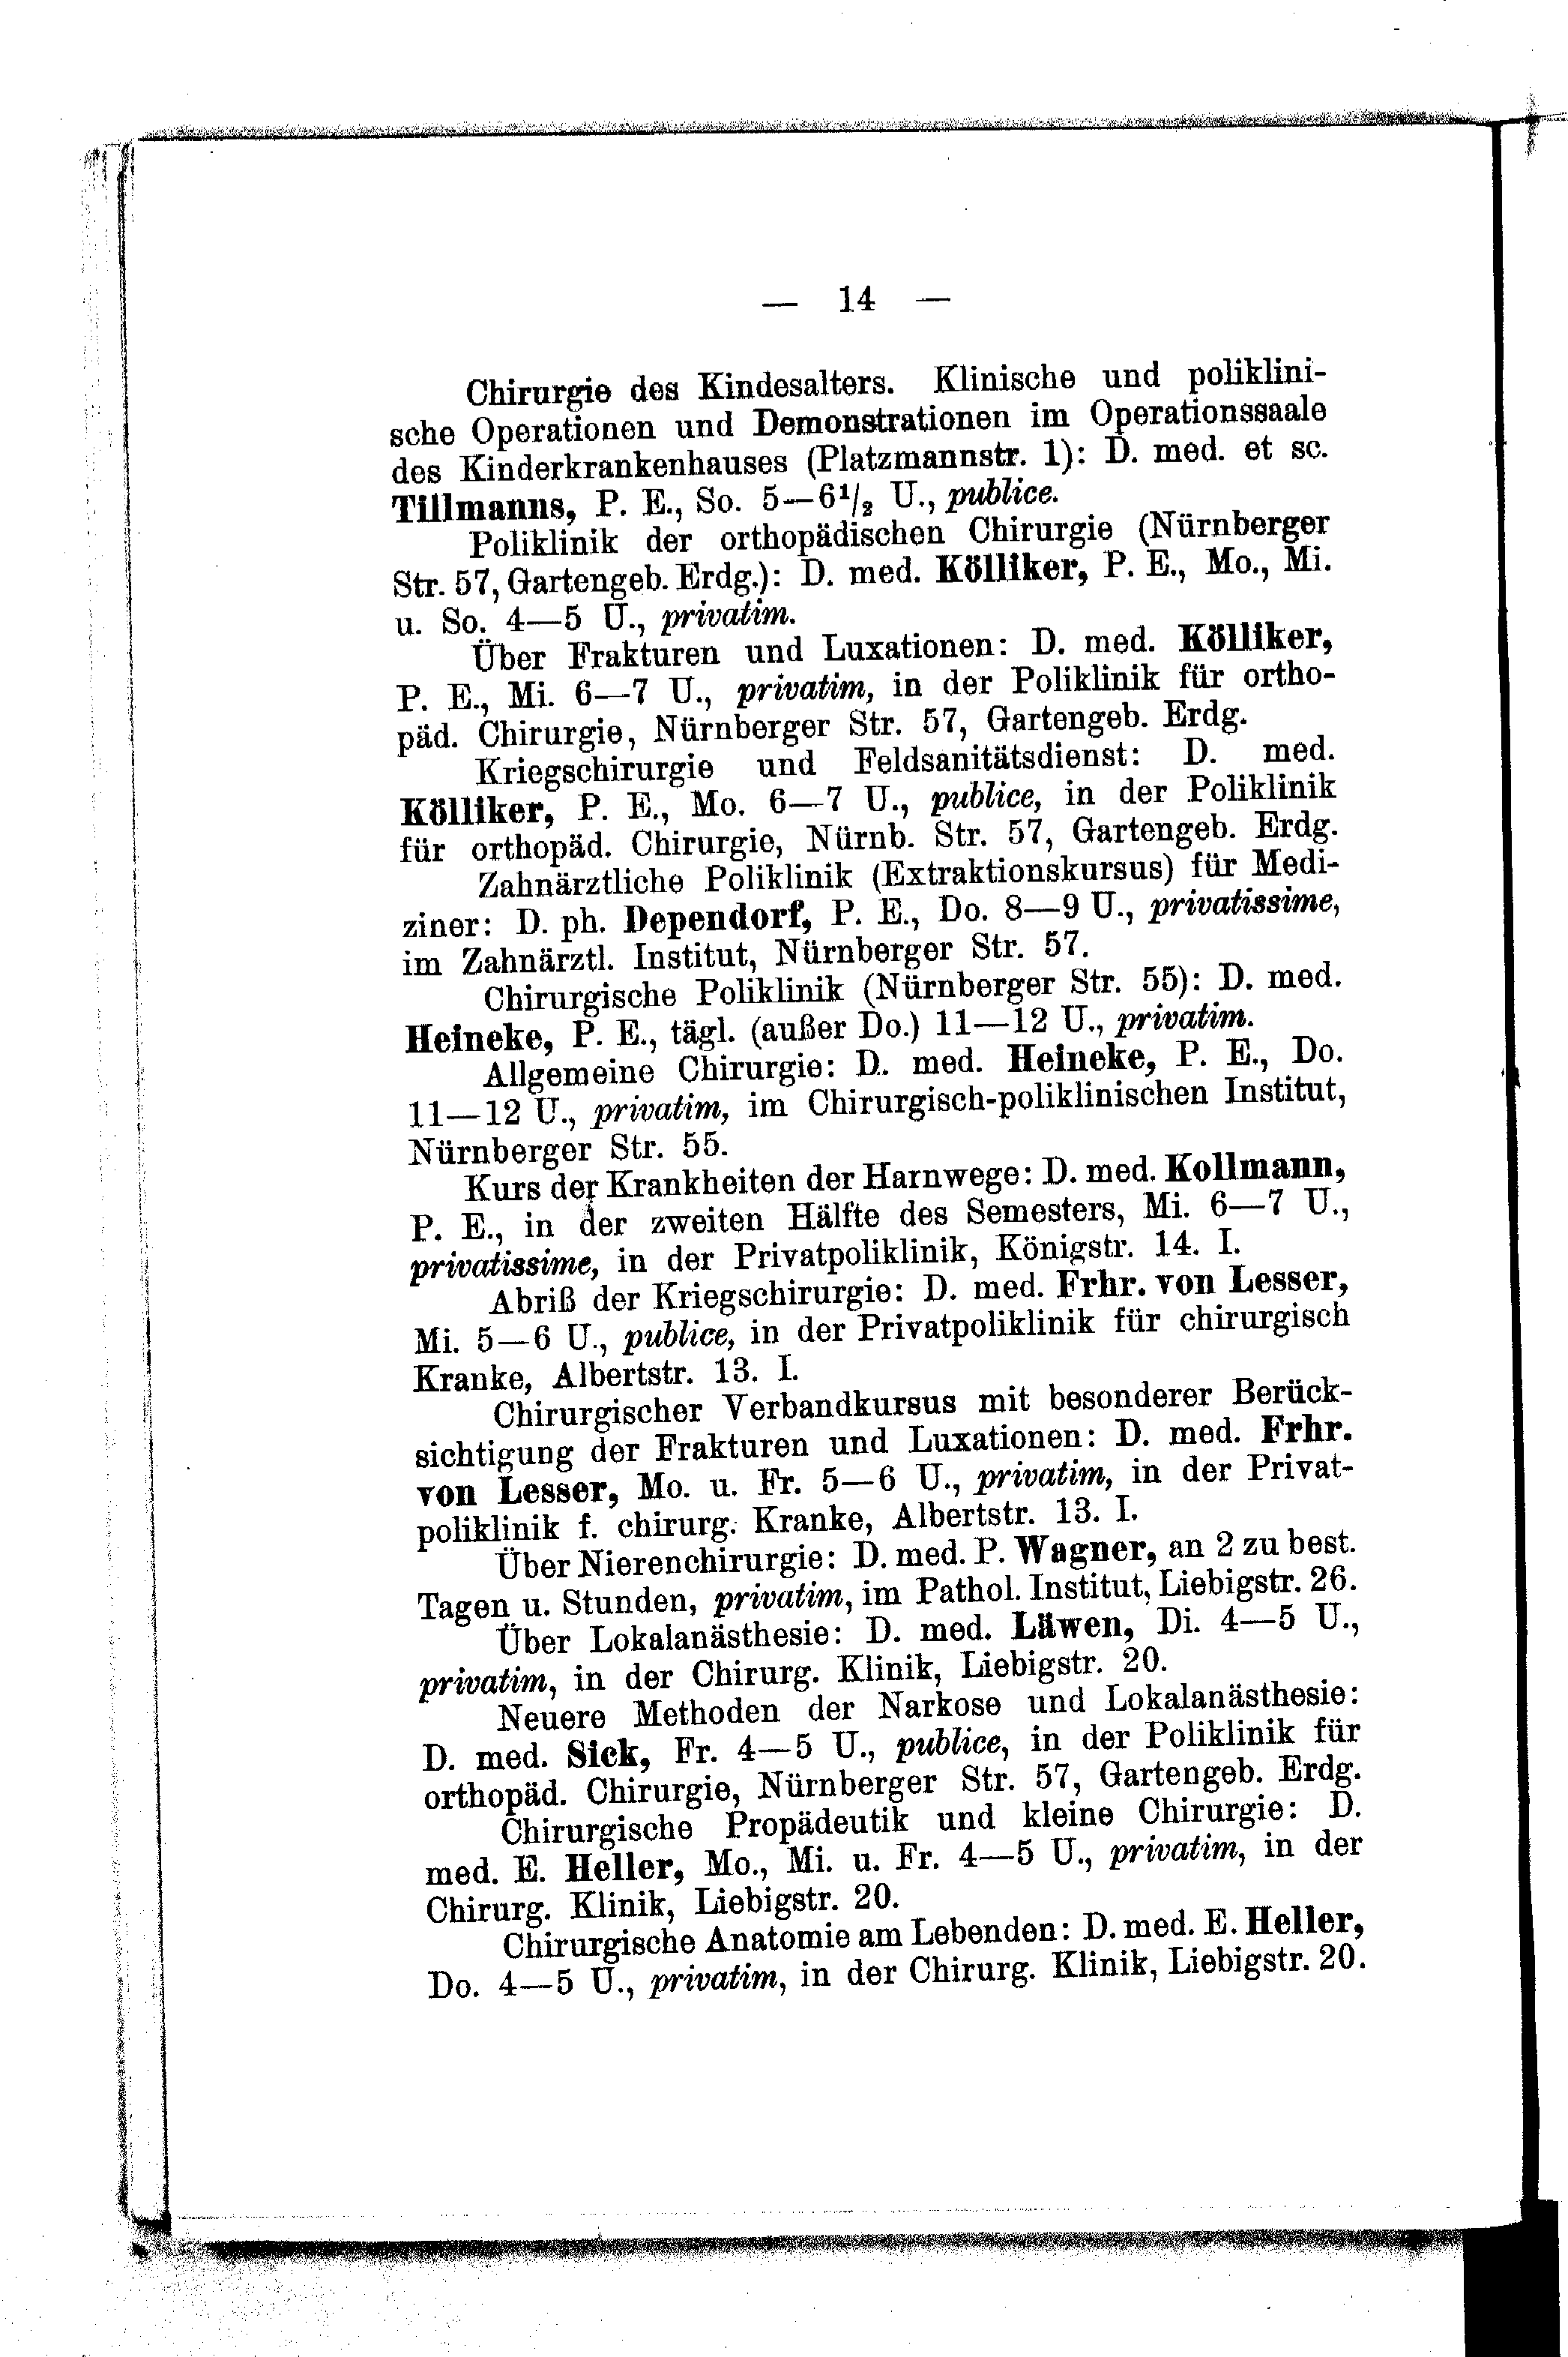 — 14 —
Chirurgie des Kindesalters. Klinische und poliklini-
sche Operationen und Demonstrationen im Operationssaale
des Kinderkrankenhauses (Platzmannstr. 1): D. med. et sc.
Tillmanns, P. E., So. 5—6½ U., publice.
Poliklinik der orthopädischen Chirurgie (Nürnberger
Str. 57, Gartengeb. Erdg.): D. med. Kölliker, P. E., Mo., Mi.
u. So. 4—5 U., privatim.
Über Frakturen und Luxationen: D. med. Kölliker,
P. E., Mi. 6—7 U., privatim, in der Poliklinik für ortho-
päd. Chirurgie, Nürnberger Str. 57, Gartengeb. Erdg.
Kriegschirurgie und Feldsanitätsdienst: D. med.
Kölliker, P. E., Mo. 6—7 U., publice, in der Poliklinik
für orthopäd. Chirurgie, Nürnb. Str. 57, Gartengeb. Erdg.
Zahnärztliche Poliklinik (Extraktionskursus) für Medi-
ziner: D. ph. Dependorf, P. E., Do. 8—9 U., privatissime,
im Zahnärztl. Institut, Nürnberger Str. 57.
Chirurgische Poliklinik (Nürnberger Str. 55): D. med.
Heineke, P. E., tägl. (außer Do.) 11—12 U., privatim.
Allgemeine Chirurgie: D. med. Heineke, P. E., Do.
11—12 U., privatim, im Chirurgisch-poliklinischen Institut,
Nürnberger Str. 55.
Kurs der Krankheiten der Harnwege: D. med. Kollmann,
P. E., in der zweiten Hälfte des Semesters, Mi. 6—7 U.,
privatissime, in der Privatpoliklinik, Königstr. 14. I.
Abriß der Kriegschirurgie: D. med. Frhr. von Lesser,
Mi. 5—6 U., publice, in der Privatpoliklinik für chirurgisch
Kranke, Albertstr. 13. I.
Chirurgischer Verbandkursus mit besonderer Berück-
sichtigung der Frakturen und Luxationen: D. med. Frhr.
von Lesser, Mo. u. Fr. 5—6 U., privatim, in der Privat-
poliklinik f. chirurg. Kranke, Albertstr. 13. I.
Über Nierenchirurgie: D. med. P. Wagner, an 2 zu best.
Tagen u. Stunden, privatim, im Pathol. Institut, Liebigstr. 26.
Über Lokalanästhesie: D. med. Läwen, Di. 4—5 U.,
privatim, in der Chirurg. Klinik, Liebigstr. 20.
Neuere Methoden der Narkose und Lokalanästhesie:
D. med. Sick, Fr. 4—5 U., publice, in der Poliklinik für
orthopäd. Chirurgie, Nürnberger Str. 57, Gartengeb. Erdg.
Chirurgische Propädeutik und kleine Chirurgie: D.
med. E. Heller, Mo., Mi. u. Fr. 4—5 U., privatim, in der
Chirurg. Klinik, Liebigstr. 20.
Chirurgische Anatomie am Lebenden: D. med. E. Heller,
Do. 4—5 U., privatim, in der Chirurg. Klinik, Liebigstr. 20.